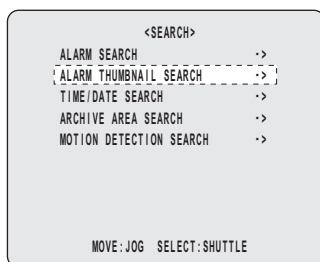 <SEARCH>
ALARM SEARCH ->
ALARM THUMBNAIL SEARCH ->
TIME/DATE SEARCH ->
ARCHIVE AREA SEARCH ->
MOTION DETECTION SEARCH ->
MOVE:JOG SELECT:SHUTTLE